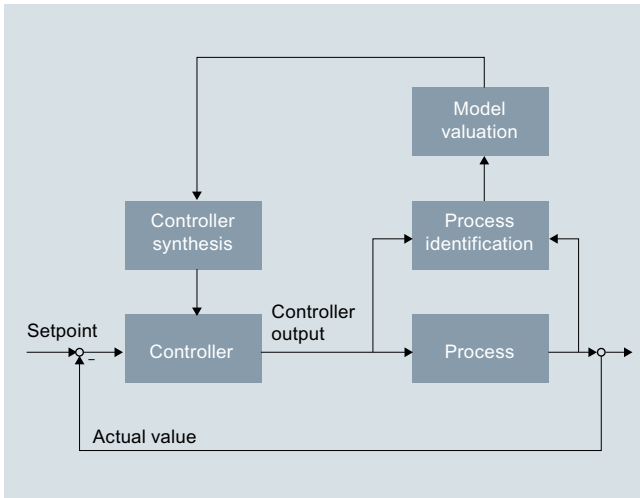 Model
valuation
Controller
synthesis
Process
identification
Setpoint
–
Controller
Controller
output
Process
Actual value